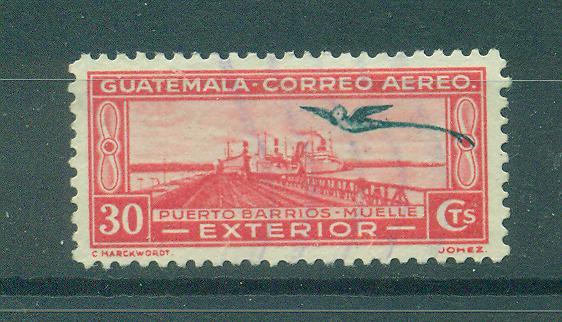 GUATEMALA-CORREO AEREO.
30 PUERTO BARRIOS-MUELLE CTS
-EXTERIOR-
C. MARCKWORDT. JOHEZ.